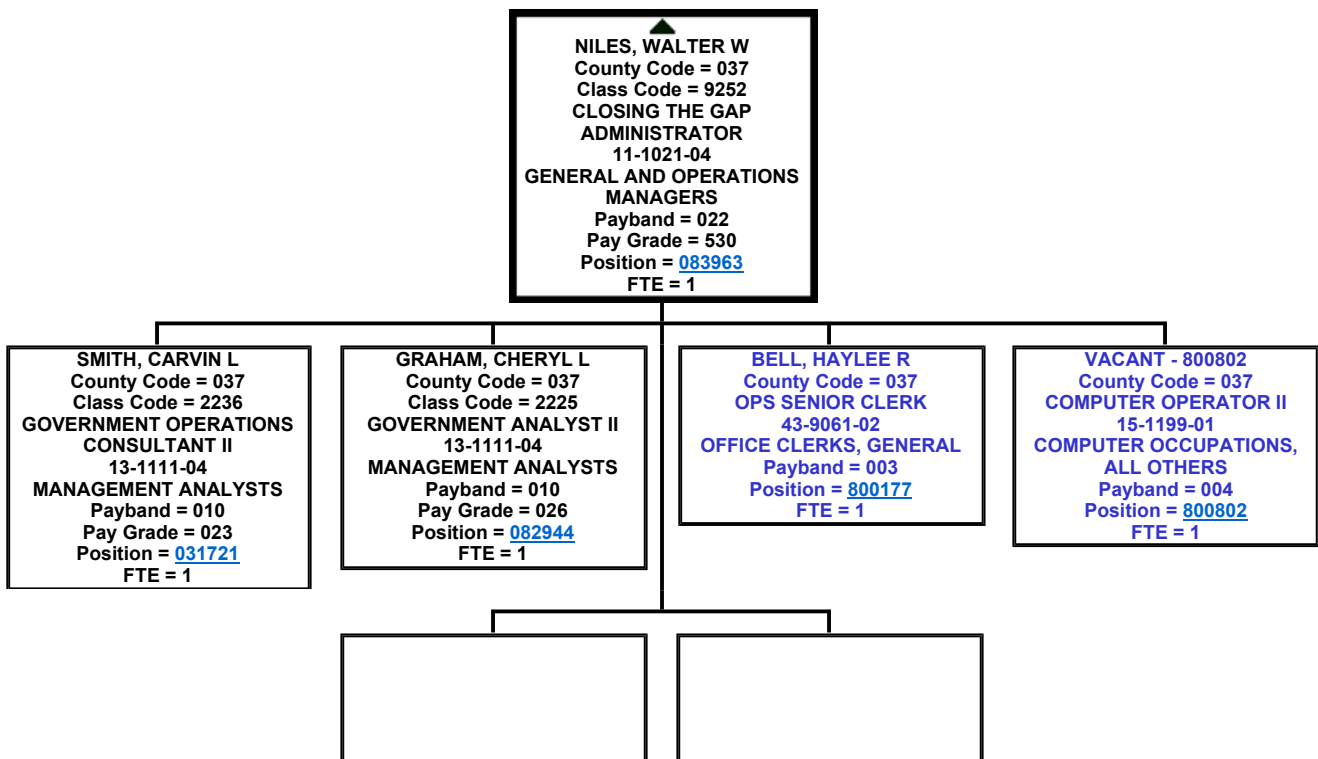 NILES, WALTER W
County Code = 037
Class Code = 9252
CLOSING THE GAP
ADMINISTRATOR
11-1021-04
GENERAL AND OPERATIONS
MANAGERS
Payband = 022
Pay Grade = 530
Position = 083963
FTE = 1
SMITH, CARVIN L
County Code = 037
Class Code = 2236
GOVERNMENT OPERATIONS
CONSULTANT II
13-1111-04
MANAGEMENT ANALYSTS
Payband = 010
Pay Grade = 023
Position = 031721
FTE = 1
GRAHAM, CHERYL L
County Code = 037
Class Code = 2225
GOVERNMENT ANALYST II
13-1111-04
MANAGEMENT ANALYSTS
Payband = 010
Pay Grade = 026
Position = 082944
FTE = 1
BELL, HAYLEE R
County Code = 037
OPS SENIOR CLERK
43-9061-02
OFFICE CLERKS, GENERAL
Payband = 003
Position = 800177
FTE = 1
VACANT - 800802
County Code = 037
COMPUTER OPERATOR II
15-1199-01
COMPUTER OCCUPATIONS,
ALL OTHERS
Payband = 004
Position = 800802
FTE = 1